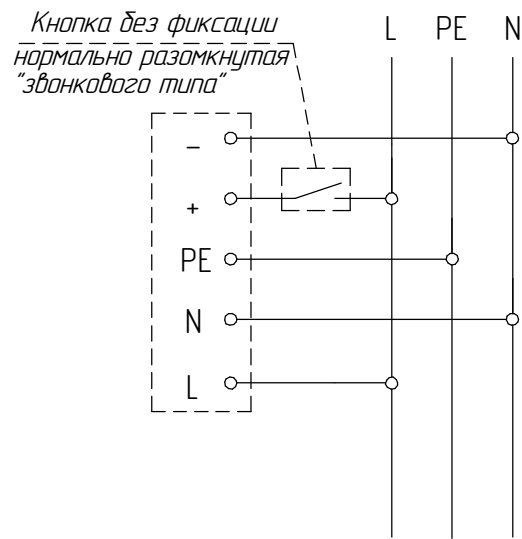 Кнопка без фиксации
нормально разомкнутая
"звонкового типа"
L PE N
–
+
PE
N
L